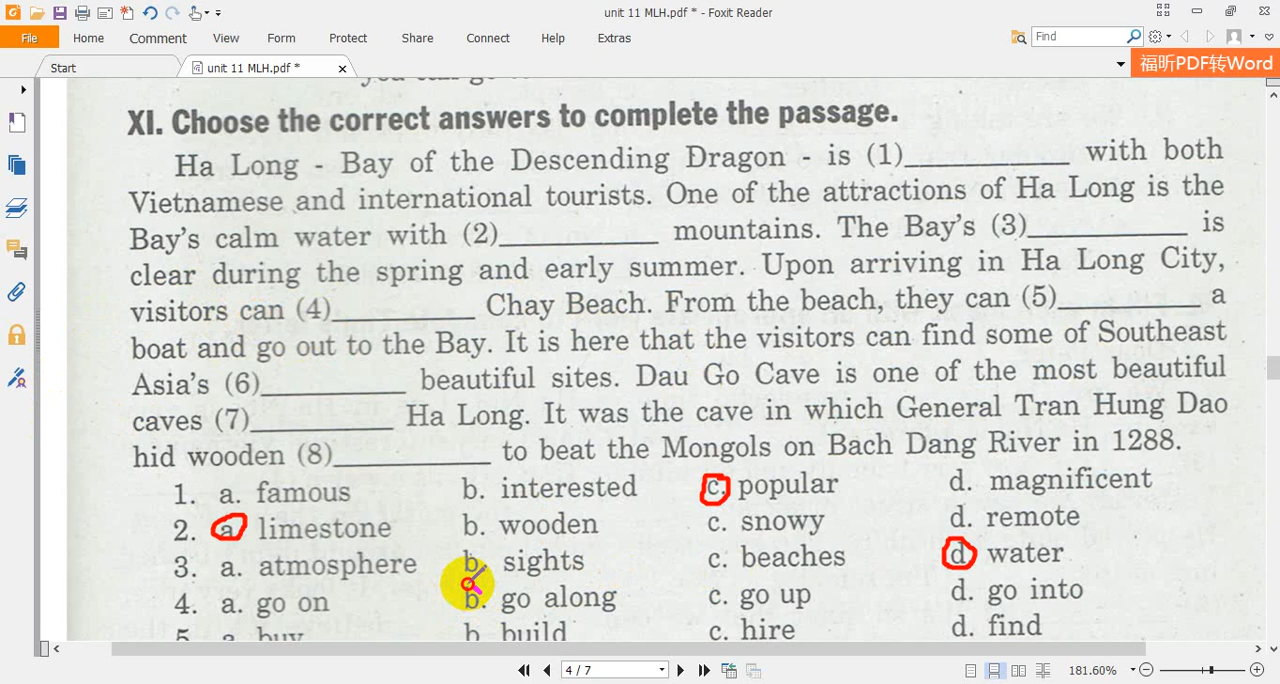 unit 11 MLH.pdf * - Foxit Reader
File Home Comment View Form Protect Share Connect Help Extras Find
Start unit 11 MLH.pdf * 福昕PDF转Word
XI. Choose the correct answers to complete the passage.
Ha Long - Bay of the Descending Dragon - is (1)__________ with both
Vietnamese and international tourists. One of the attractions of Ha Long is the
Bay's calm water with (2)__________ mountains. The Bay's (3)__________ is
clear during the spring and early summer. Upon arriving in Ha Long City,
visitors can (4)__________ Chay Beach. From the beach, they can (5)__________ a
boat and go out to the Bay. It is here that the visitors can find some of Southeast
Asia's (6)__________ beautiful sites. Dau Go Cave is one of the most beautiful
caves (7)__________ Ha Long. It was the cave in which General Tran Hung Dao
hid wooden (8)__________ to beat the Mongols on Bach Dang River in 1288.
1. a. famous b. interested c. popular d. magnificent
2. a. limestone b. wooden c. snowy d. remote
3. a. atmosphere b. sights c. beaches d. water
4. a. go on b. go along c. go up d. go into
5. a. buy b. build c. hire d. find
4 / 7 181.60%